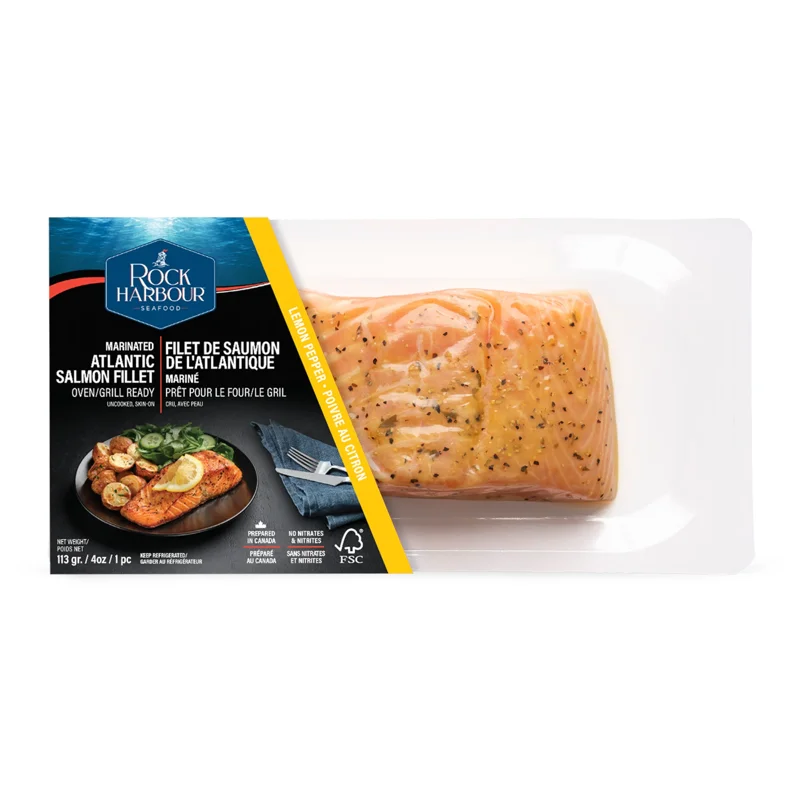 ROCK
HARBOUR
SEAFOOD
MARINATED
ATLANTIC
SALMON FILLET
OVEN/GRILL READY
UNCOOKED, SKIN-ON
FILET DE SAUMON
DE L'ATLANTIQUE
MARINÉ
PRÊT POUR LE FOUR/LE GRIL
CRU, AVEC PEAU
LEMON PEPPER • POIVRE AU CITRON
NET WEIGHT/
POIDS NET
113 gr. / 4oz / 1 pc
KEEP REFRIGERATED/
GARDER AU RÉFRIGÉRATEUR
PREPARED
IN CANADA
PRÉPARÉ
AU CANADA
NO NITRATES
& NITRITES
SANS NITRATES
ET NITRITES
FSC